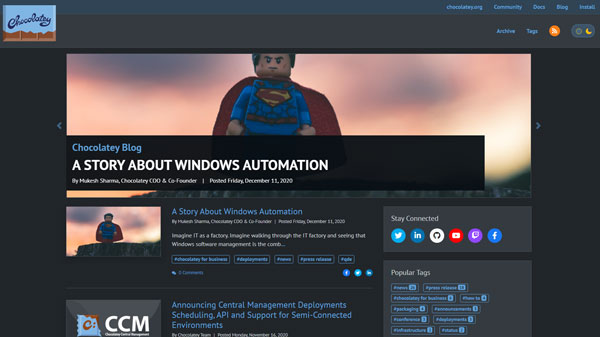 chocolatey.org Community Docs Blog Install
Chocolatey
Archive Tags
Chocolatey Blog
A STORY ABOUT WINDOWS AUTOMATION
By Mukesh Sharma, Chocolatey COO & Co-Founder | Posted Friday, December 11, 2020
A Story About Windows Automation
By Mukesh Sharma, Chocolatey COO & Co-Founder | Posted Friday, December 11, 2020
Imagine IT as a factory. Imagine walking through the IT factory and seeing that
Windows software management is the comb...
#chocolatey for business #deployments #news #press release #qde
0 Comments
Stay Connected
Popular Tags
#news #press release
#chocolatey for business #how-to
#packaging #announcements
#conference #deployments
#infrastructure #status
CCM
Chocolatey Central Management
Announcing Central Management Deployments
Scheduling, API and Support for Semi-Connected
Environments
By Chocolatey Team | Posted Monday, November 16, 2020